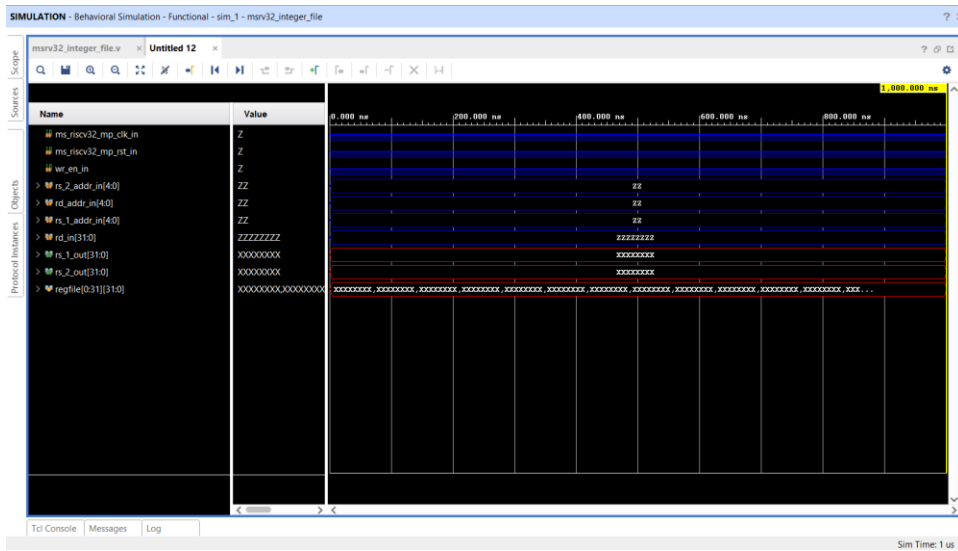 SIMULATION - Behavioral Simulation - Functional - sim_1 - msrv32_integer_file ?
msrv32_integer_file.v × Untitled 12 × ?
1,000.000 ns
Name Value 0.000 ns 200.000 ns 400.000 ns 600.000 ns 800.000 ns
ms_riscv32_mp_clk_in Z
ms_riscv32_mp_rst_in Z
wr_en_in Z
> rs_2_addr_in[4:0] ZZ ZZ
> rd_addr_in[4:0] ZZ ZZ
> rs_1_addr_in[4:0] ZZ ZZ
> rd_in[31:0] ZZZZZZZZ ZZZZZZZZ
> rs_1_out[31:0] XXXXXXXX XXXXXXXX
> rs_2_out[31:0] XXXXXXXX XXXXXXXX
> regfile[0:31][31:0] XXXXXXXX,XXXXXXXX XXXXXXXX,XXXXXXXX,XXXXXXXX,XXXXXXXX,XXXXXXXX,XXXXXXXX,XXXXXXXX,XXXXXXXX,XXXXXXXX,XXXXXXXX,XXXXXXXX,XXXXXXXX,XXX...
Scope
Sources
Objects
Protocol Instances
Tcl Console Messages Log
Sim Time: 1 us